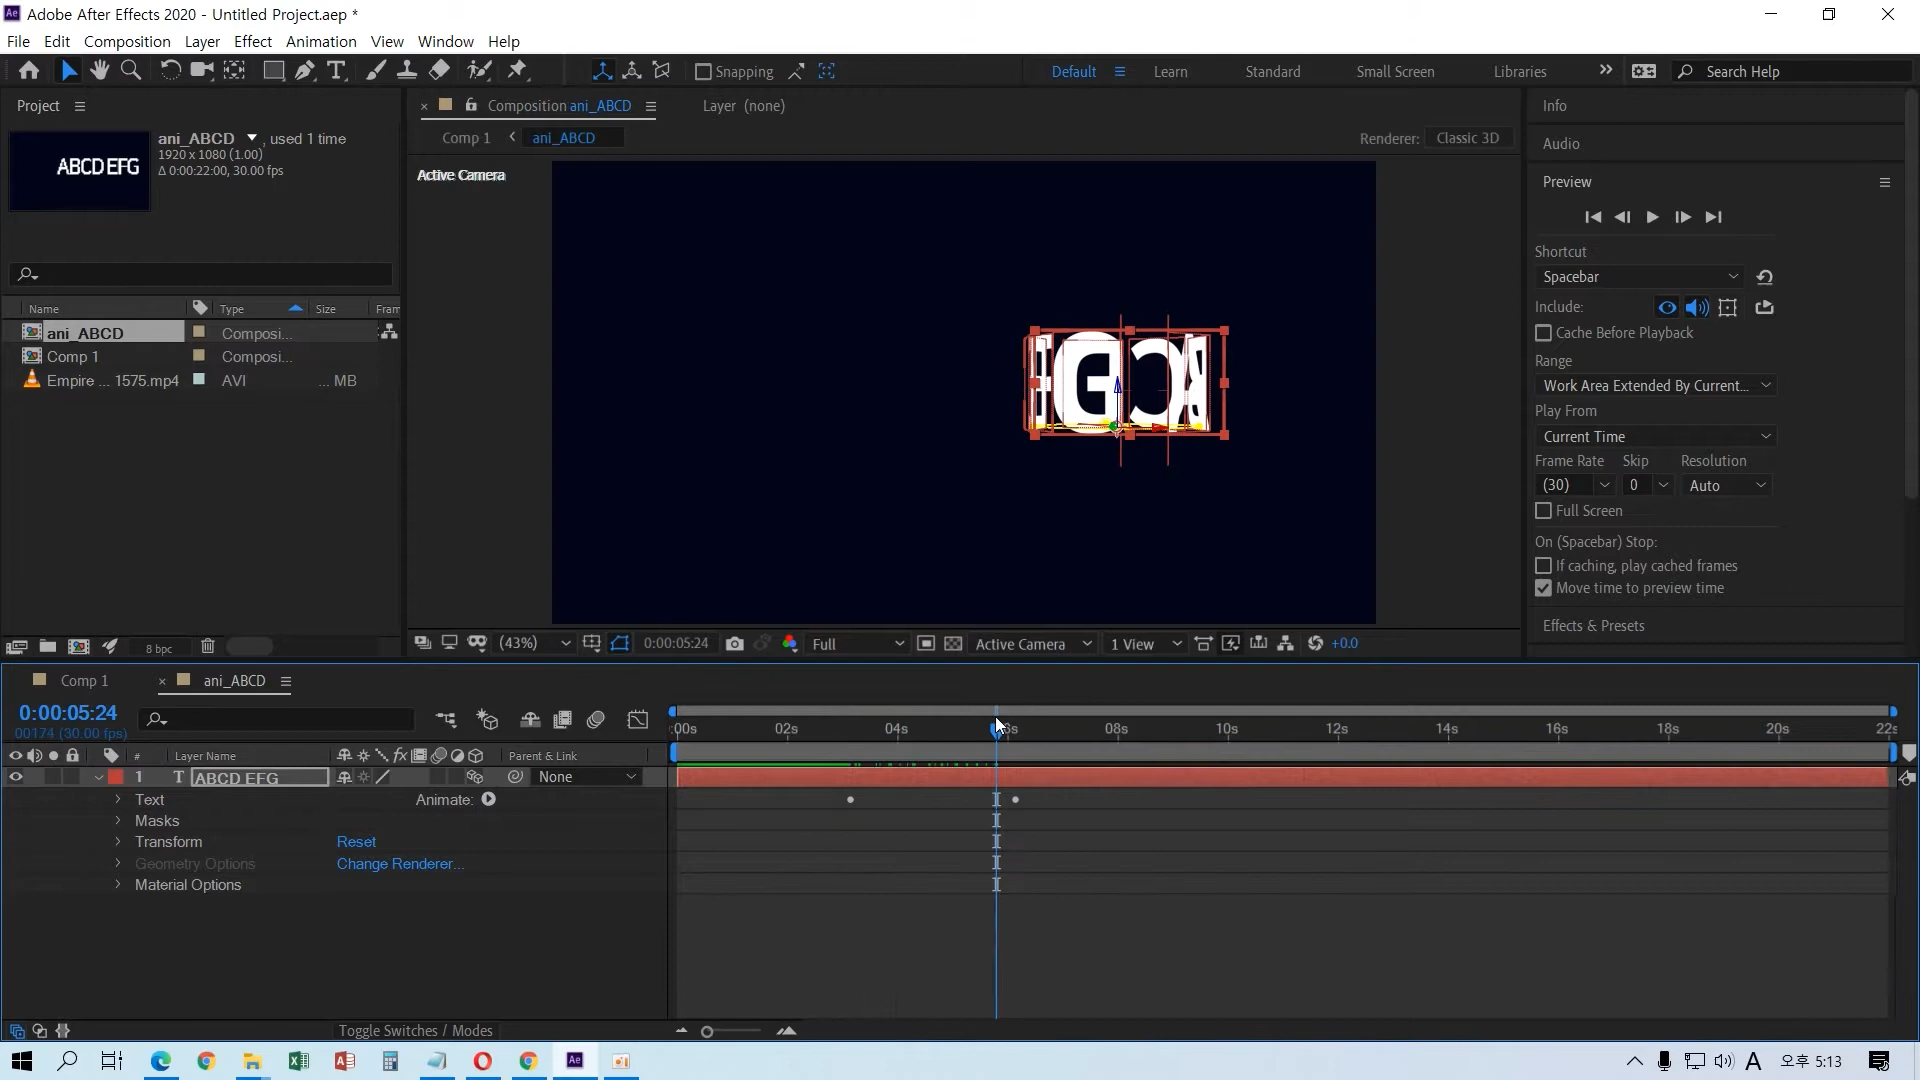 Adobe After Effects 2020 - Untitled Project.aep *
File Edit Composition Layer Effect Animation View Window Help
Snapping Default Learn Standard Small Screen Libraries Search Help
Project
ani_ABCD , used 1 time
1920 x 1080 (1.00)
Δ 0:00:22:00, 30.00 fps
ABCD EFG
Name Type Size Fram
ani_ABCD Composi...
Comp 1 Composi...
Empire ... 1575.mp4 AVI ... MB
8 bpc
Composition ani_ABCD Layer (none)
Comp 1 ani_ABCD Renderer: Classic 3D
Active Camera
(43%) 0:00:05:24 Full Active Camera 1 View +0.0
Info
Audio
Preview
Shortcut
Spacebar
Include:
Cache Before Playback
Range
Work Area Extended By Current...
Play From
Current Time
Frame Rate Skip Resolution
(30) 0 Auto
Full Screen
On (Spacebar) Stop:
If caching, play cached frames
Move time to preview time
Effects & Presets
Comp 1 ani_ABCD
0:00:05:24
00174 (30.00 fps)
:00s 02s 04s 6s 08s 10s 12s 14s 16s 18s 20s 22s
# Layer Name fx Parent & Link
1 T ABCD EFG None
Text Animate:
Masks
Transform Reset
Geometry Options Change Renderer...
Material Options
Toggle Switches / Modes
A 오후 5:13